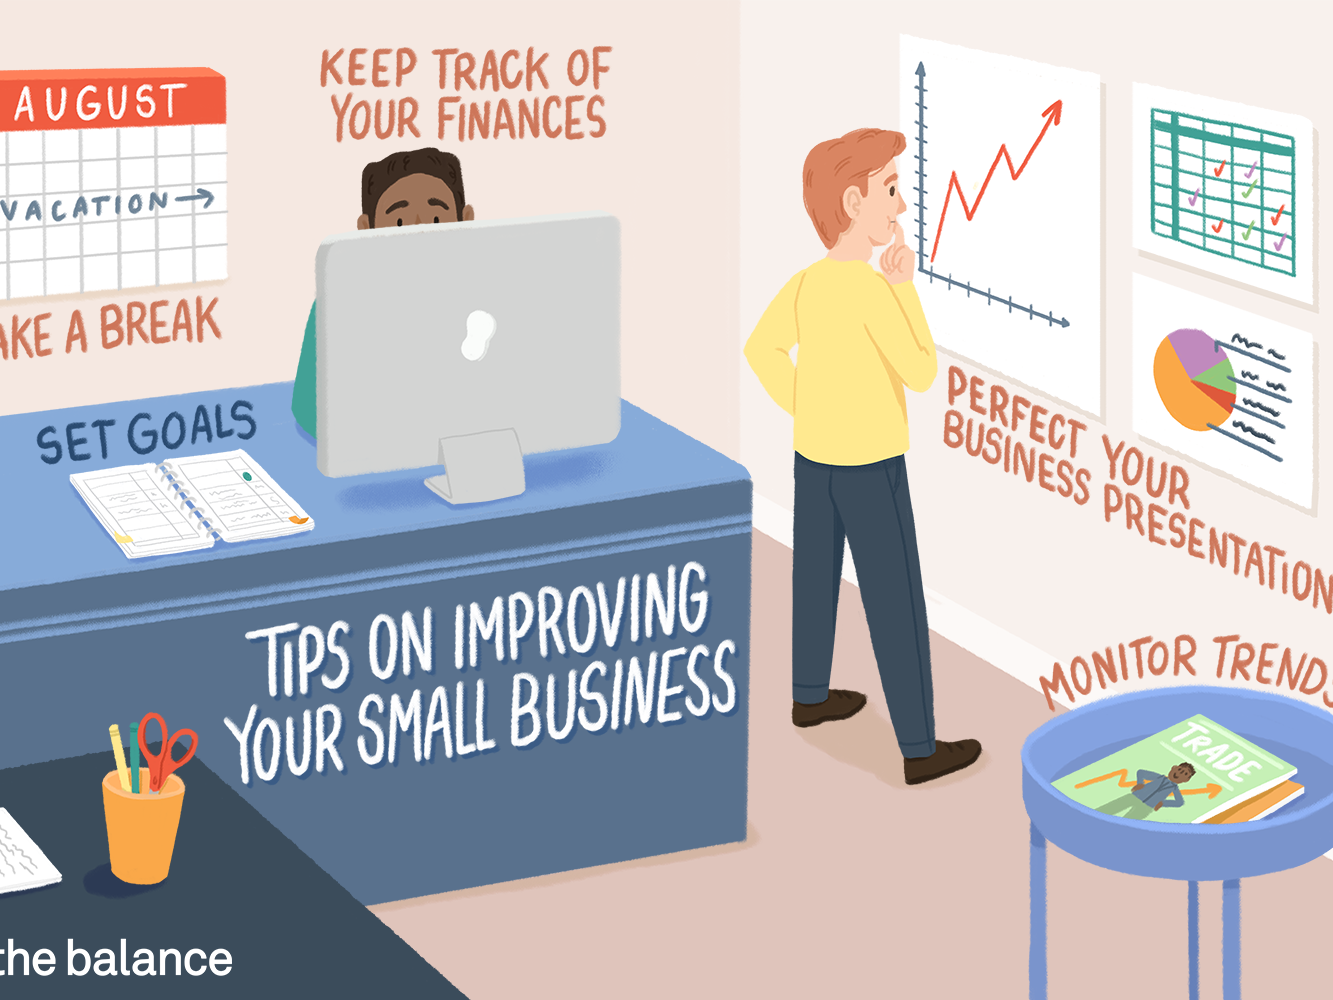 AUGUST
VACATION
AKE A BREAK
KEEP TRACK OF
YOUR FINANCES
SET GOALS
TIPS ON IMPROVING
YOUR SMALL BUSINESS
PERFECT YOUR
BUSINESS PRESENTATION
MONITOR TRENDS
TRADE
the balance